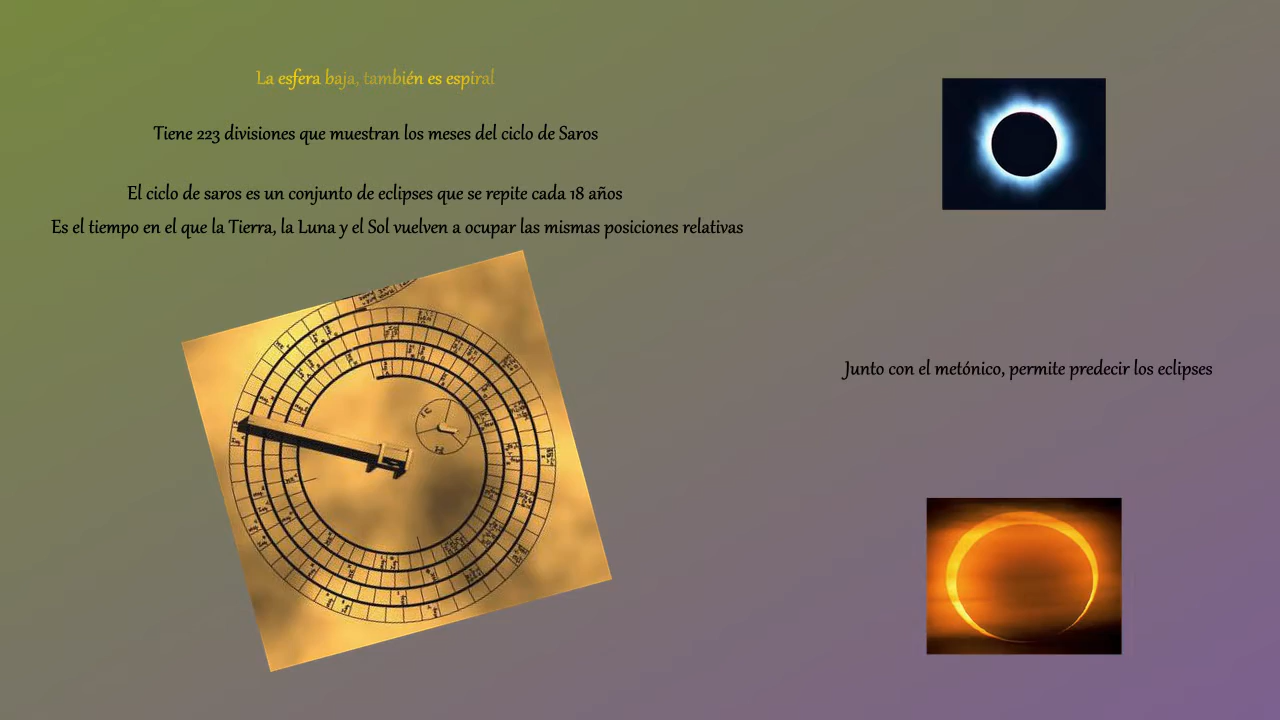 La esfera baja, también es espiral
Tiene 223 divisiones que muestran los meses del ciclo de Saros
El ciclo de saros es un conjunto de eclipses que se repite cada 18 años
Es el tiempo en el que la Tierra, la Luna y el Sol vuelven a ocupar las mismas posiciones relativas
Junto con el metónico, permite predecir los eclipses